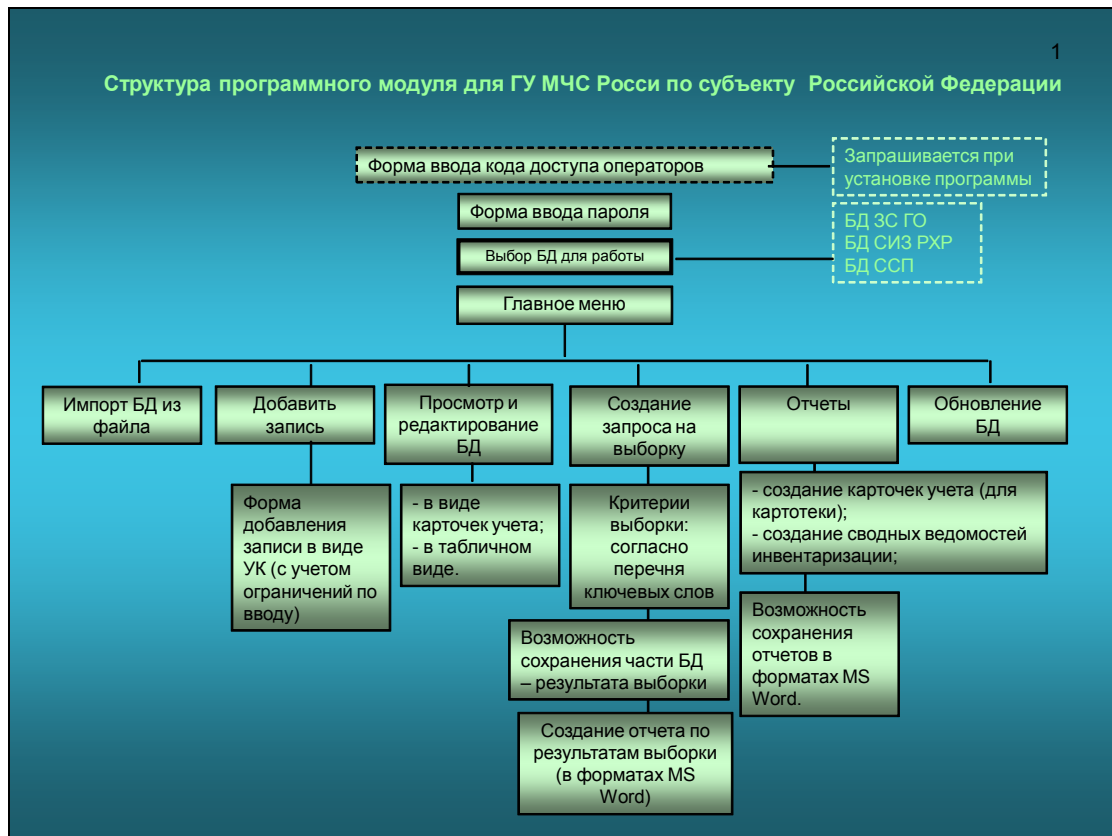 1
Структура программного модуля для ГУ МЧС Росси по субъекту Российской Федерации
Форма ввода кода доступа операторов
Запрашивается при
установке программы
Форма ввода пароля
БД ЗС ГО
БД СИЗ РХР
БД ССП
Выбор БД для работы
Главное меню
Импорт БД из
файла
Добавить
запись
Просмотр и
редактирование
БД
Создание
запроса на
выборку
Отчеты
Обновление
БД
Форма
добавления
записи в виде
УК (с учетом
ограничений по
вводу)
- в виде
карточек учета;
- в табличном
виде.
Критерии
выборки:
согласно
перечня
ключевых слов
- создание карточек учета (для
картотеки);
- создание сводных ведомостей
инвентаризации;
Возможность
сохранения части БД
– результата выборки
Возможность
сохранения
отчетов в
форматах MS
Word.
Создание отчета по
результатам выборки
(в форматах MS
Word)